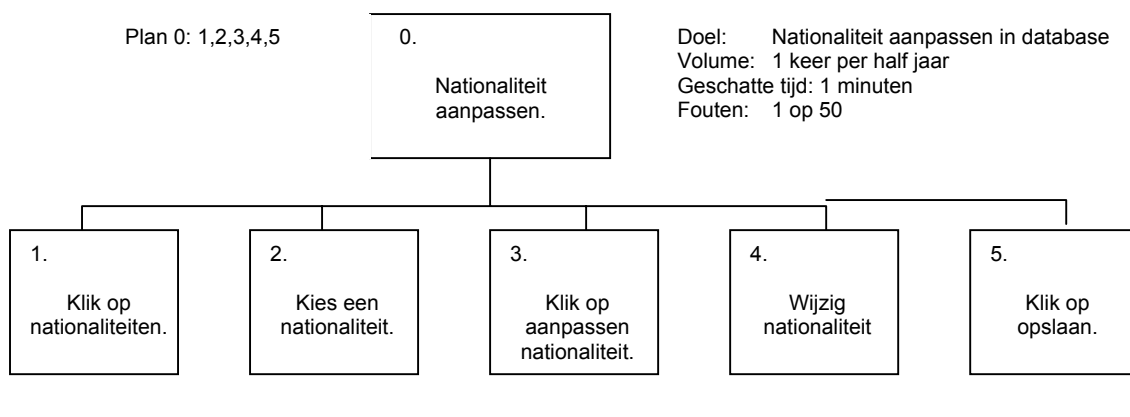 Plan 0: 1,2,3,4,5
0.
Nationaliteit
aanpassen.
Doel: Nationaliteit aanpassen in database
Volume: 1 keer per half jaar
Geschatte tijd: 1 minuten
Fouten: 1 op 50
1.
Klik op
nationaliteiten.
2.
Kies een
nationaliteit.
3.
Klik op
aanpassen
nationaliteit.
4.
Wijzig
nationaliteit
5.
Klik op
opslaan.